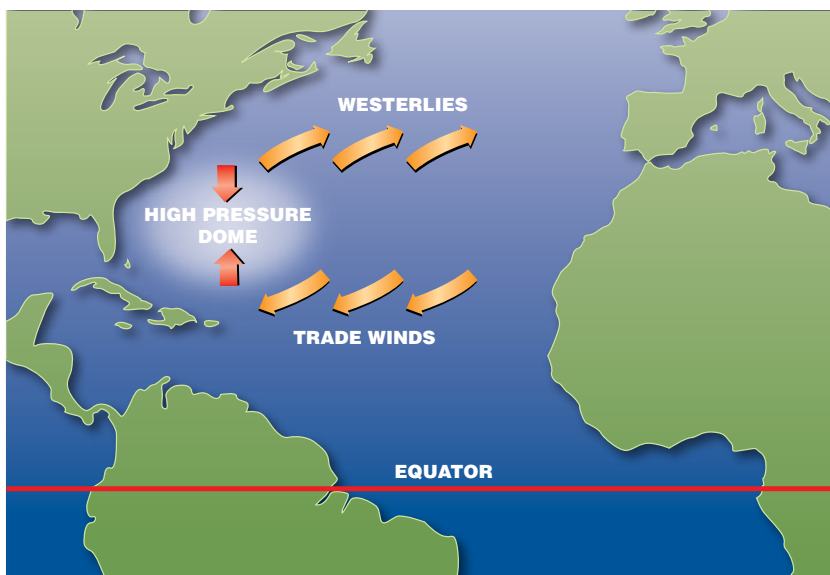 WESTERLIES
HIGH PRESSURE
DOME
TRADE WINDS
EQUATOR